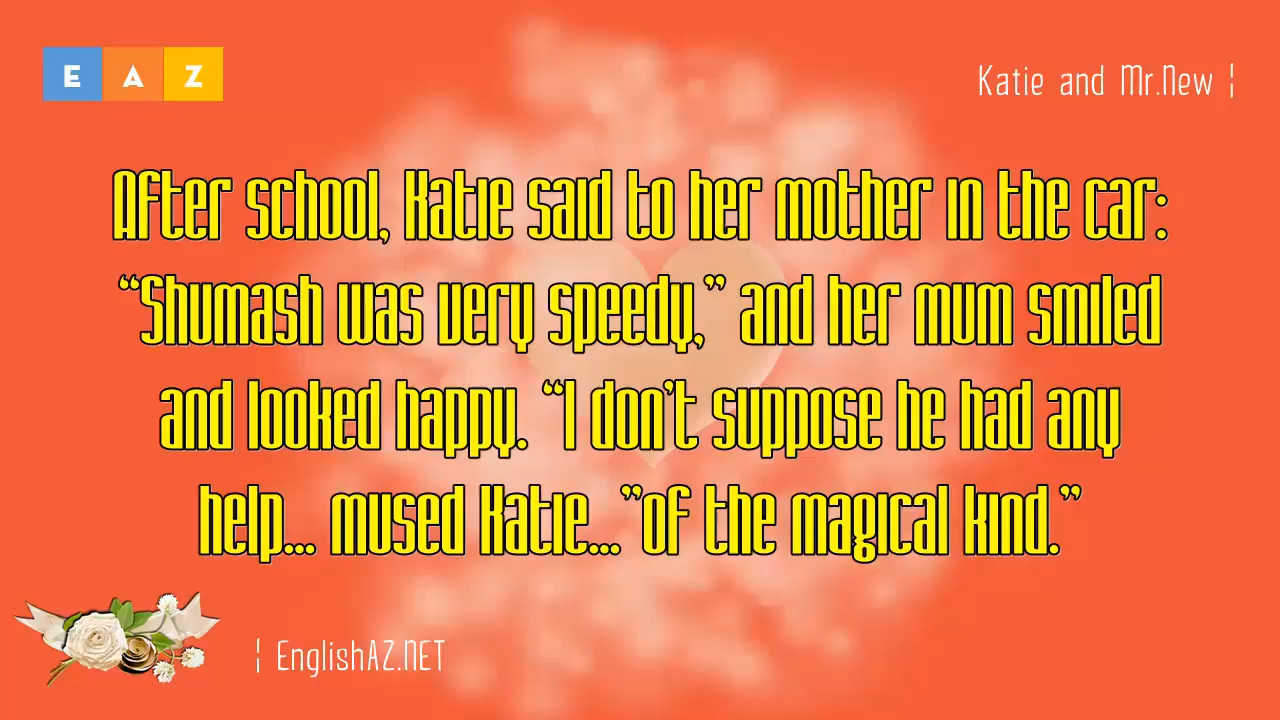 E A Z
Katie and Mr.New ¦
After school, Katie said to her mother in the car:
“Shumash was very speedy,” and her mum smiled
and looked happy. “I don’t suppose he had any
help... mused Katie... ”of the magical kind.”
¦ EnglishAZ.NET